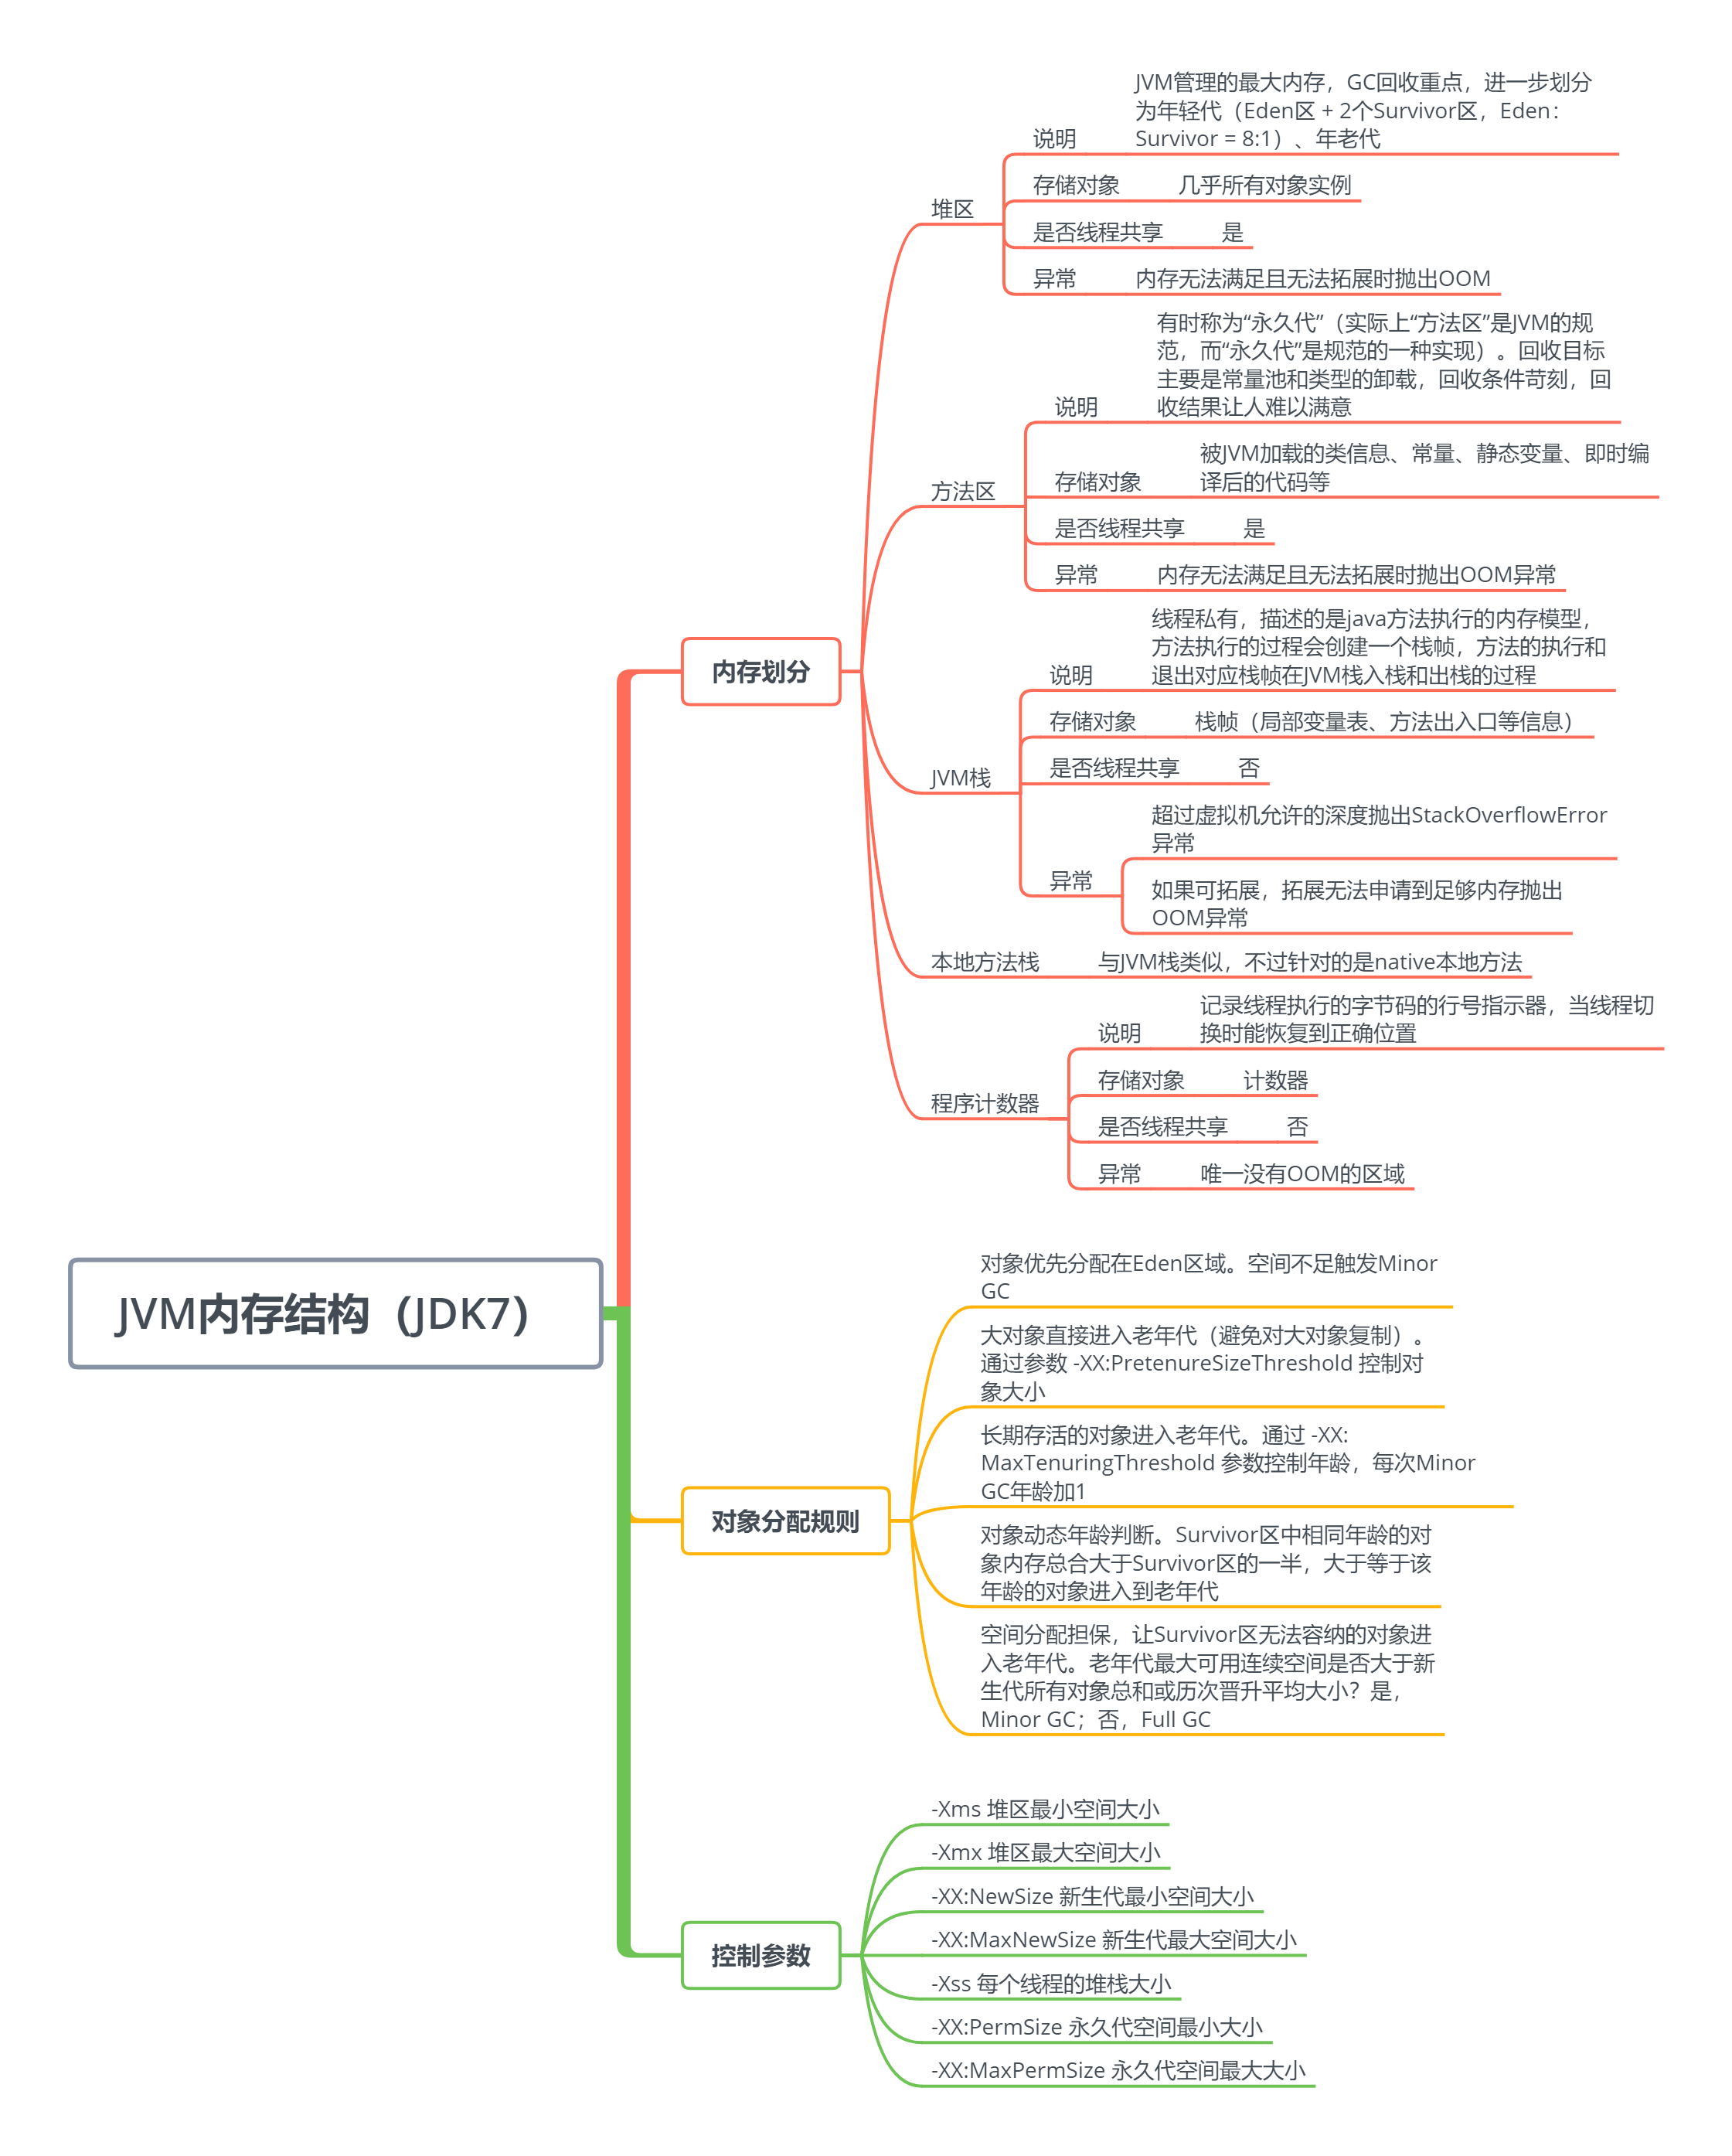 JVM内存结构（JDK7）
内存划分
堆区
说明
JVM管理的最大内存，GC回收重点，进一步划分
为年轻代（Eden区 + 2个Survivor区，Eden：
Survivor = 8:1）、年老代
存储对象
几乎所有对象实例
是否线程共享
是
异常
内存无法满足且无法拓展时抛出OOM
方法区
说明
有时称为“永久代”（实际上“方法区”是JVM的规
范，而“永久代”是规范的一种实现）。回收目标
主要是常量池和类型的卸载，回收条件苛刻，回
收结果让人难以满意
存储对象
被JVM加载的类信息、常量、静态变量、即时编
译后的代码等
是否线程共享
是
异常
内存无法满足且无法拓展时抛出OOM异常
JVM栈
说明
线程私有，描述的是java方法执行的内存模型，
方法执行的过程会创建一个栈帧，方法的执行和
退出对应栈帧在JVM栈入栈和出栈的过程
存储对象
栈帧（局部变量表、方法出入口等信息）
是否线程共享
否
异常
超过虚拟机允许的深度抛出StackOverflowError
异常
如果可拓展，拓展无法申请到足够内存抛出
OOM异常
本地方法栈
与JVM栈类似，不过针对的是native本地方法
程序计数器
说明
记录线程执行的字节码的行号指示器，当线程切
换时能恢复到正确位置
存储对象
计数器
是否线程共享
否
异常
唯一没有OOM的区域
对象分配规则
对象优先分配在Eden区域。空间不足触发Minor
GC
大对象直接进入老年代（避免对大对象复制）。
通过参数 -XX:PretenureSizeThreshold 控制对
象大小
长期存活的对象进入老年代。通过 -XX:
MaxTenuringThreshold 参数控制年龄，每次Minor
GC年龄加1
对象动态年龄判断。Survivor区中相同年龄的对
象内存总合大于Survivor区的一半，大于等于该
年龄的对象进入到老年代
空间分配担保，让Survivor区无法容纳的对象进
入老年代。老年代最大可用连续空间是否大于新
生代所有对象总和或历次晋升平均大小？是，
Minor GC；否，Full GC
控制参数
-Xms 堆区最小空间大小
-Xmx 堆区最大空间大小
-XX:NewSize 新生代最小空间大小
-XX:MaxNewSize 新生代最大空间大小
-Xss 每个线程的堆栈大小
-XX:PermSize 永久代空间最小大小
-XX:MaxPermSize 永久代空间最大大小